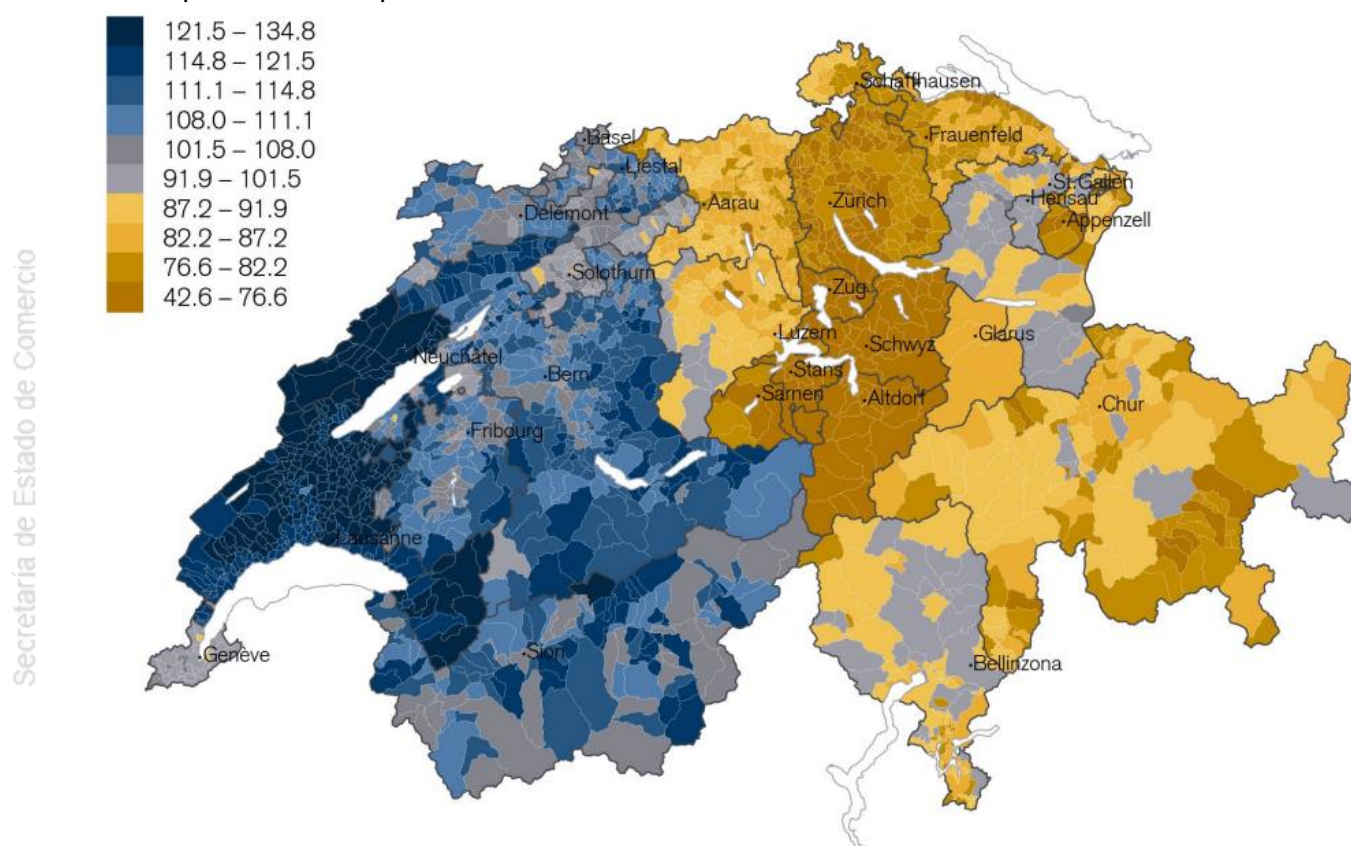 121.5 – 134.8
114.8 – 121.5
111.1 – 114.8
108.0 – 111.1
101.5 – 108.0
91.9 – 101.5
87.2 – 91.9
82.2 – 87.2
76.6 – 82.2
42.6 – 76.6
Secretaría de Estado de Comercio
Schaffhausen
Basel
Frauenfeld
Liestal
St. Gallen
Herisau
Delémont
Aarau
Zürich
Appenzell
Solothurn
Zug
Luzern
Glarus
Schwyz
Neuchâtel
Stans
Bern
Sarnen
Altdorf
Chur
Fribourg
Lausanne
Sion
Genève
Bellinzona